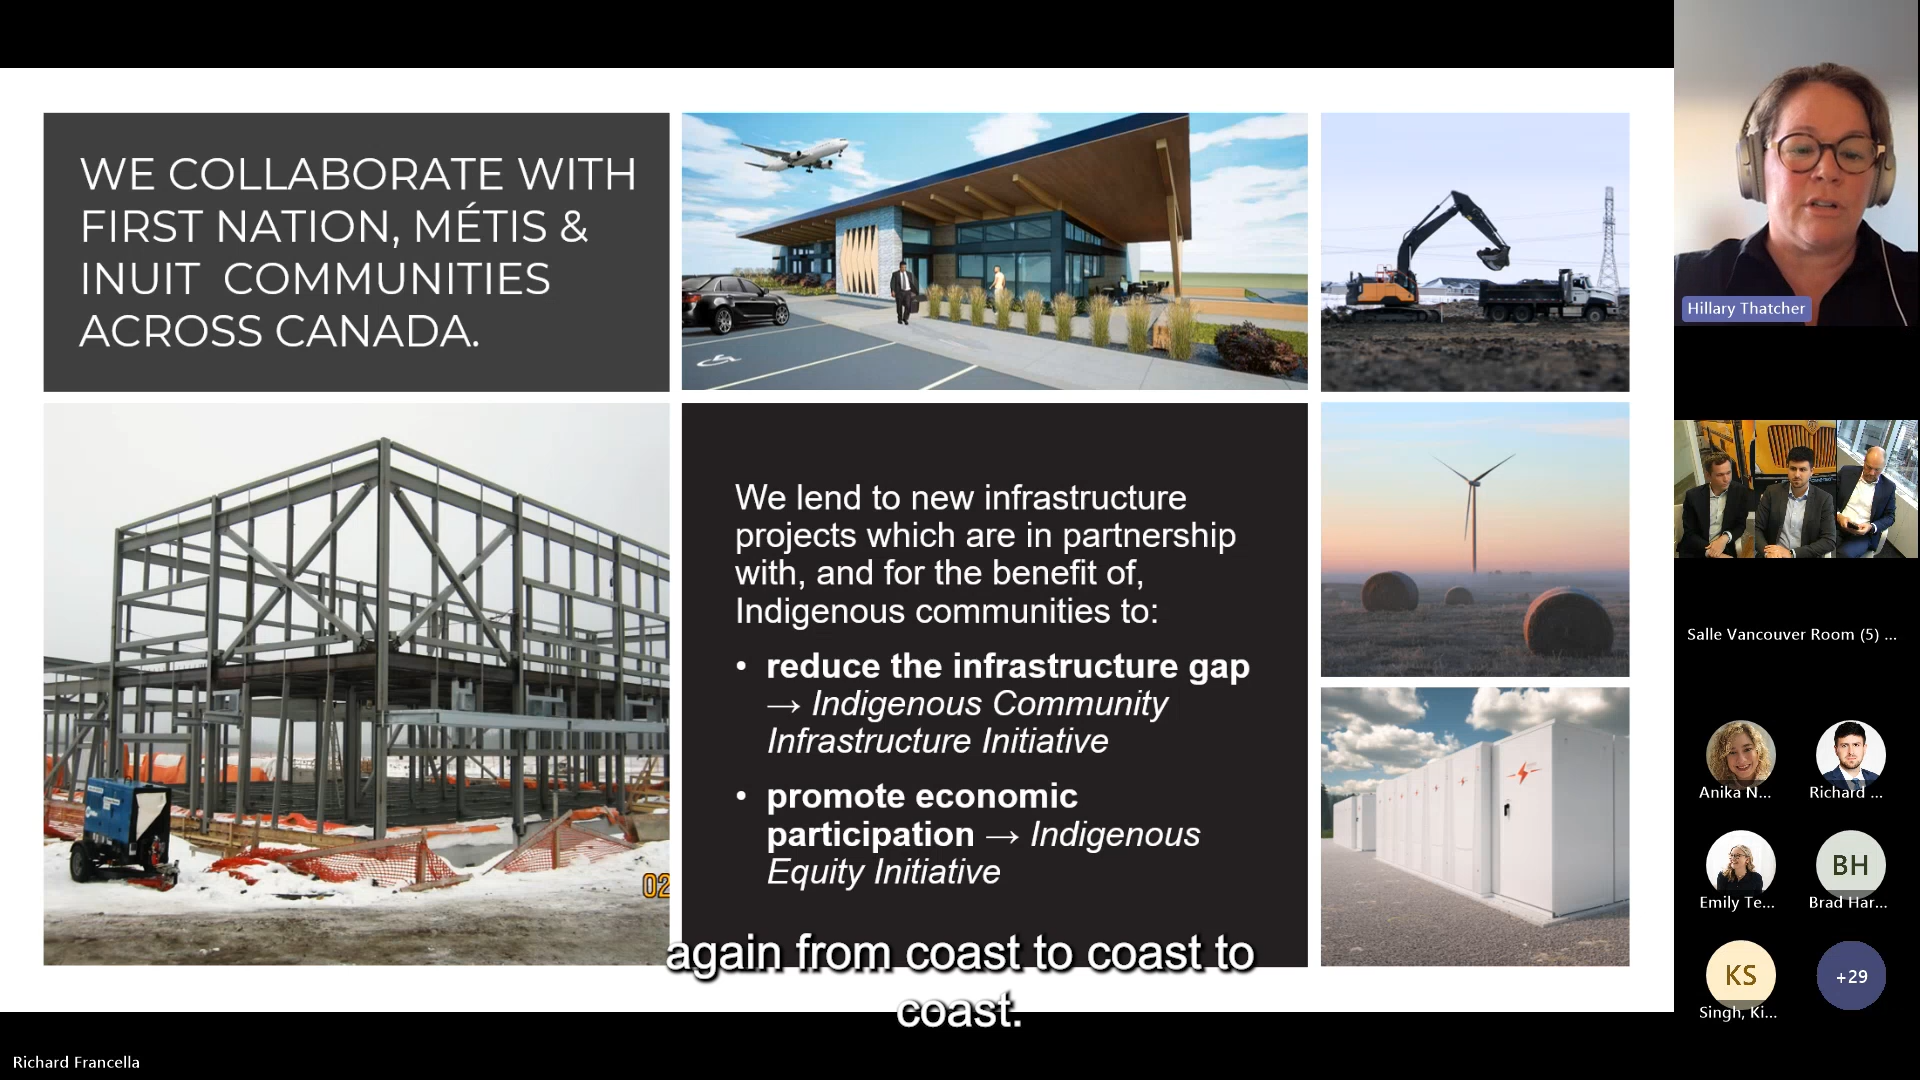 WE COLLABORATE WITH
FIRST NATION, MÉTIS &
INUIT COMMUNITIES
ACROSS CANADA.
We lend to new infrastructure
projects which are in partnership
with, and for the benefit of,
Indigenous communities to:
• reduce the infrastructure gap
→ Indigenous Community
Infrastructure Initiative
• promote economic
participation → Indigenous
Equity Initiative
02
again from coast to coast to
coast.
Richard Francella
Hillary Thatcher
Salle Vancouver Room (5) ...
Anika N...
Richard ...
Emily Te...
BH
Brad Har...
KS
Singh, Ki...
+29